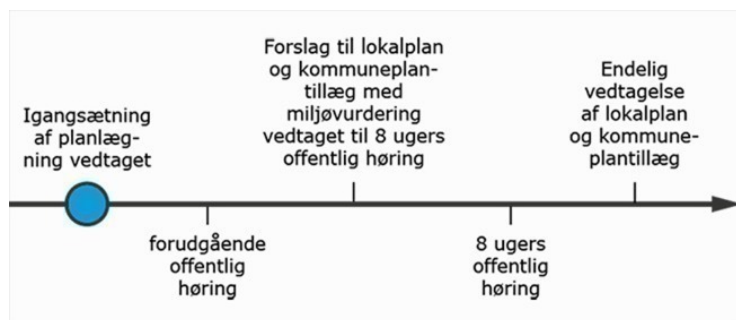 Igangsætning
af planlæg-
ning vedtaget
forudgående
offentlig
høring
Forslag til lokalplan
og kommuneplan-
tillæg med
miljøvurdering
vedtaget til 8 ugers
offentlig høring
8 ugers
offentlig
høring
Endelig
vedtagelse
af lokalplan
og kommune-
plantillæg